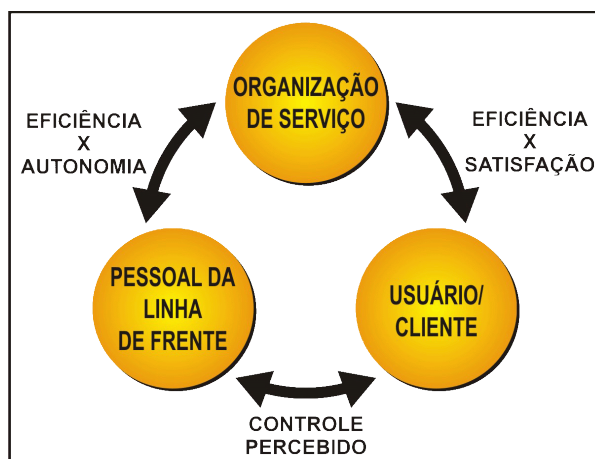 ORGANIZAÇÃO
DE SERVIÇO
EFICIÊNCIA
X
AUTONOMIA
EFICIÊNCIA
X
SATISFAÇÃO
PESSOAL DA
LINHA
DE FRENTE
USUÁRIO/
CLIENTE
CONTROLE
PERCEBIDO